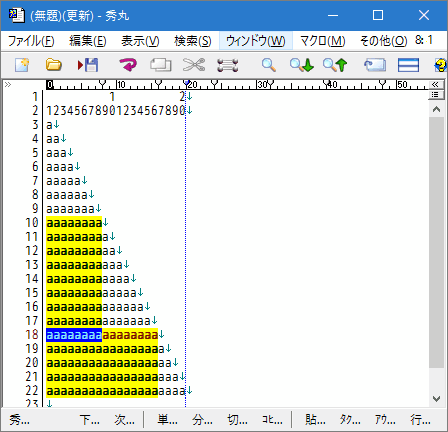 (無題)(更新) - 秀丸
ファイル(F) 編集(E) 表示(V) 検索(S) ウィンドウ(W) マクロ(M) その他(O) 8: 1
0 10 20 30 40 50
1 1 2↓
2 12345678901234567890↓
3 a↓
4 aa↓
5 aaa↓
6 aaaa↓
7 aaaaa↓
8 aaaaaa↓
9 aaaaaaa↓
10 aaaaaaaa↓
11 aaaaaaaaa↓
12 aaaaaaaaaa↓
13 aaaaaaaaaaa↓
14 aaaaaaaaaaaa↓
15 aaaaaaaaaaaaa↓
16 aaaaaaaaaaaaaa↓
17 aaaaaaaaaaaaaaa↓
18 aaaaaaaaaaaaaaaa↓
19 aaaaaaaaaaaaaaaaa↓
20 aaaaaaaaaaaaaaaaaa↓
21 aaaaaaaaaaaaaaaaaaa↓
22 aaaaaaaaaaaaaaaaaaaa↓
23 ↓
秀... 下... 次... 単... 分... 切... ｺﾋ... 貼... ﾀｸ... ｱｳ... 行...